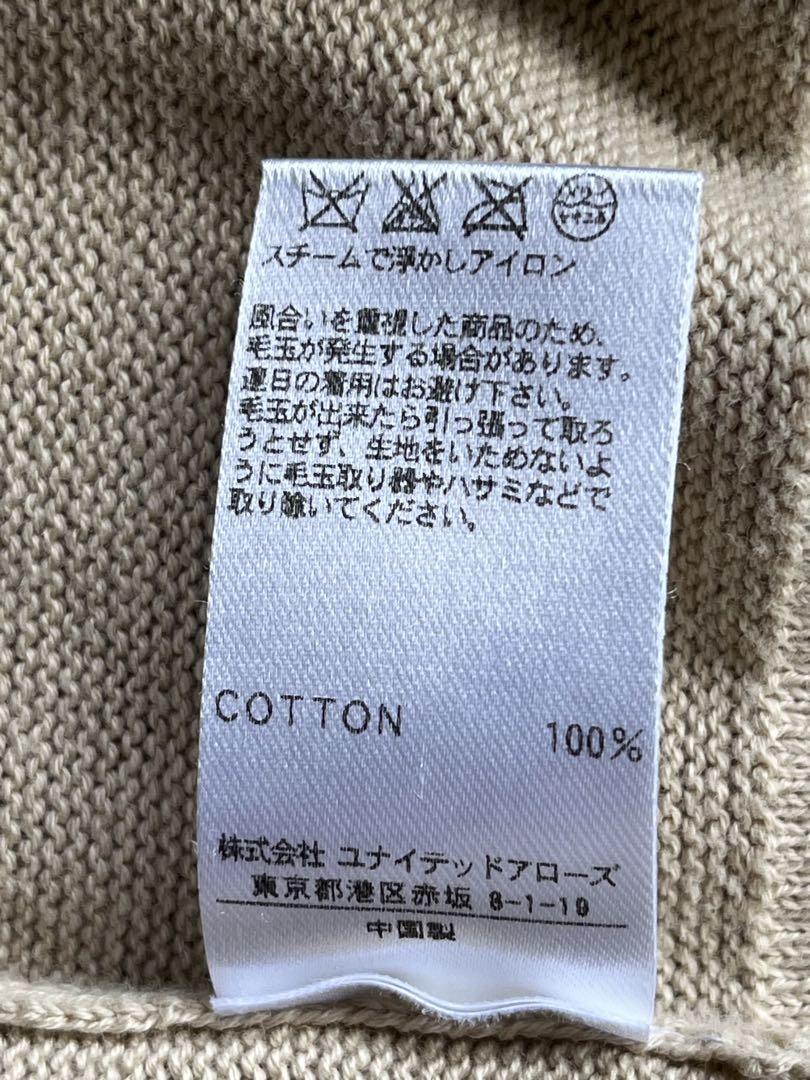 スチームで浮かしアイロン
風合いを重視した商品のため、
毛玉が発生する場合があります。
連日の着用はお避け下さい。
毛玉が出来たら引っ張って取ろ
うとせず、生地をいためないよ
うに毛玉取り器やハサミなどで
取り除いてください。
COTTON 100%
株式会社 ユナイテッドアローズ
東京都港区赤坂 8-1-19
中国製